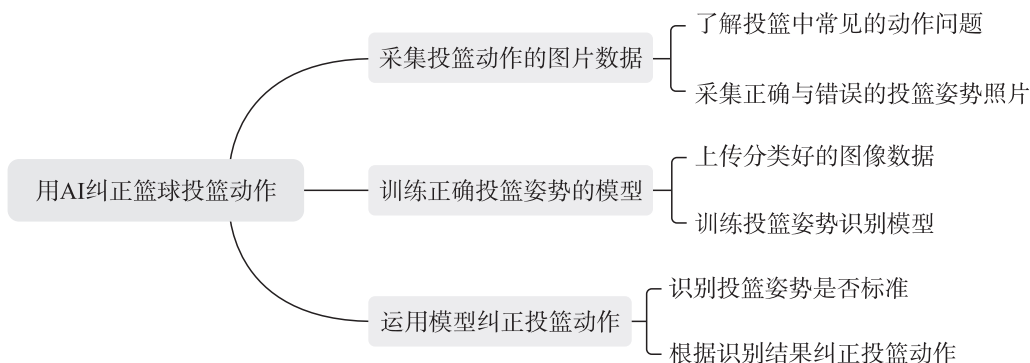 用AI纠正篮球投篮动作
采集投篮动作的图片数据
了解投篮中常见的动作问题
采集正确与错误的投篮姿势照片
训练正确投篮姿势的模型
上传分类好的图像数据
训练投篮姿势识别模型
运用模型纠正投篮动作
识别投篮姿势是否标准
根据识别结果纠正投篮动作